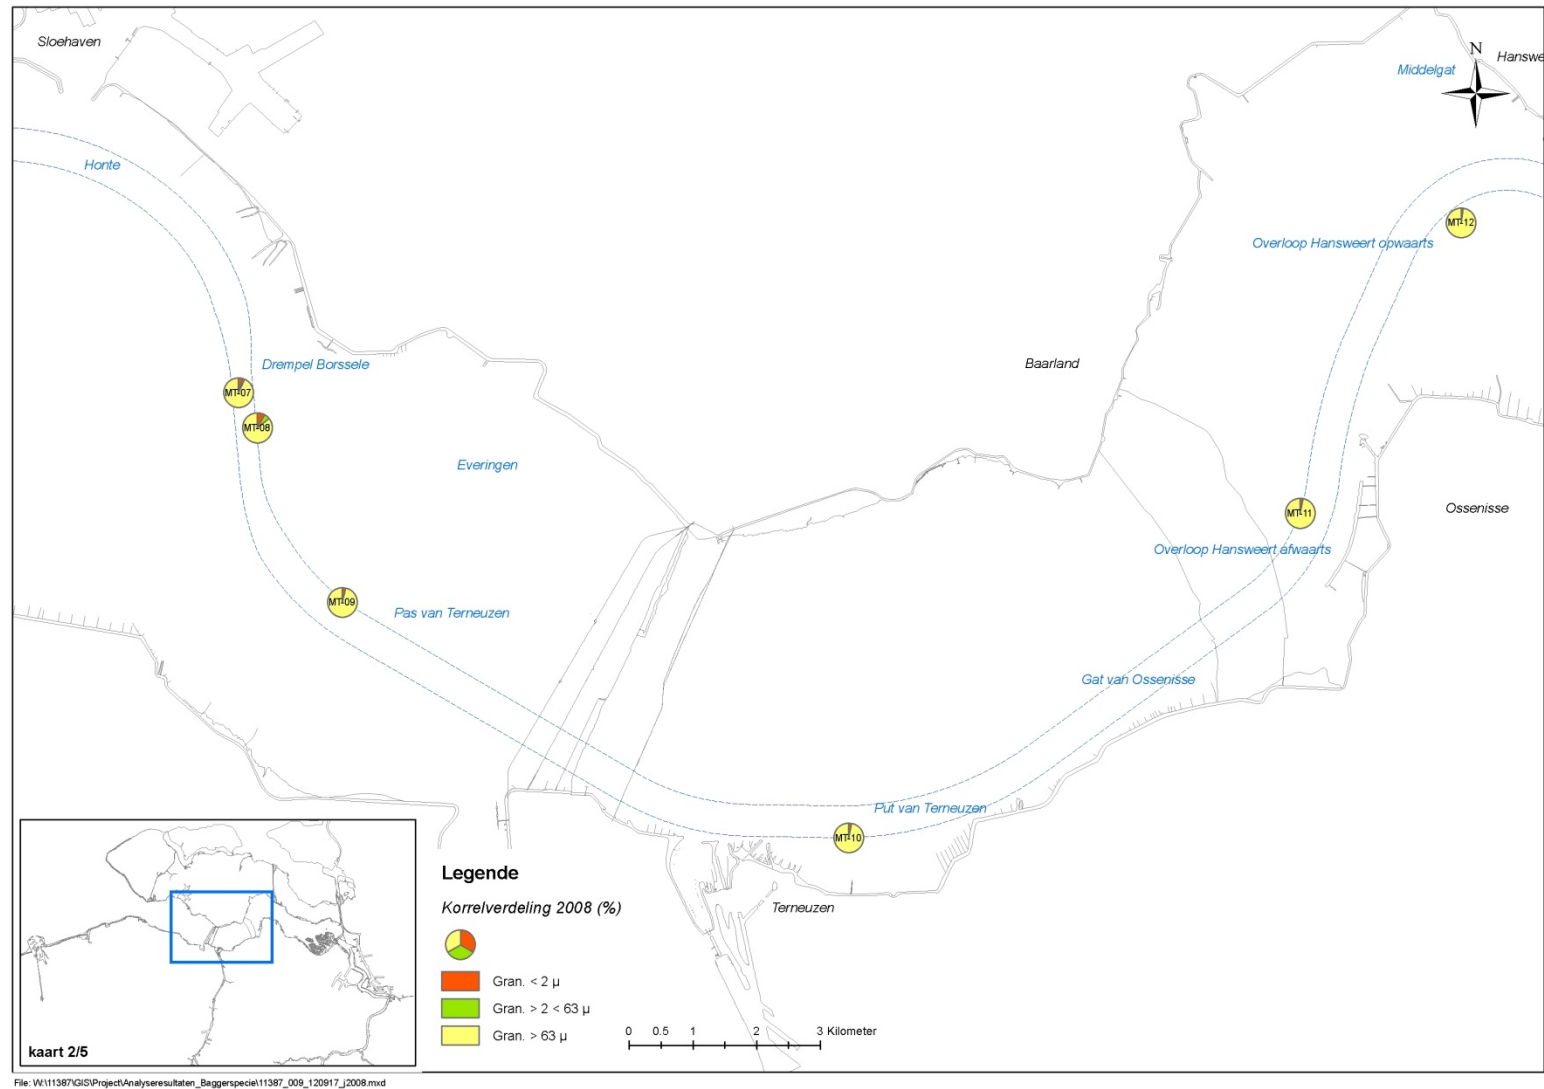 Sloehaven
N
Hanswe
Middelgat
Honte
MT-12
Overloop Hansweert opwaarts
Drempel Borssele
Baarland
MT-07
MT-08
Everingen
Ossenisse
MT-11
Overloop Hansweert afwaarts
MT-09
Pas van Terneuzen
Gat van Ossenisse
Put van Terneuzen
MT-10
Terneuzen
Legende
Korrelverdeling 2008 (%)
Gran. < 2 µ
Gran. > 2 < 63 µ
Gran. > 63 µ
0 0.5 1 2 3 Kilometer
kaart 2/5
File: W:\11387\GIS\Project\Analyseresultaten_Baggerspecie\11387_009_120917_j2008.mxd